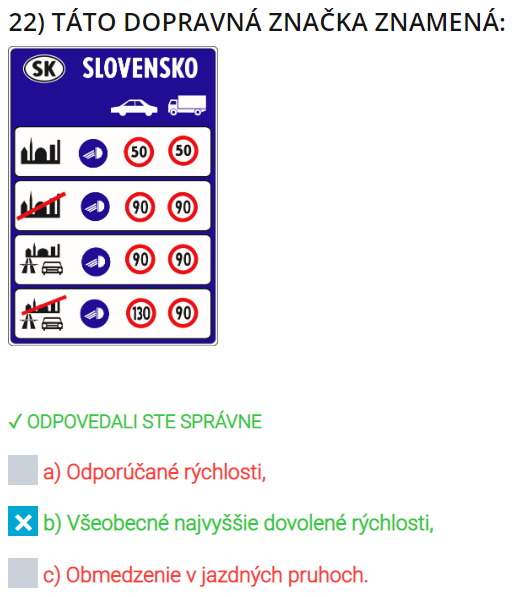 22) TÁTO DOPRAVNÁ ZNAČKA ZNAMENÁ:
SK SLOVENSKO
50 50
90 90
90 90
130 90
✓ ODPOVEDALI STE SPRÁVNE
a) Odporúčané rýchlosti,
b) Všeobecné najvyššie dovolené rýchlosti,
c) Obmedzenie v jazdných pruhoch.